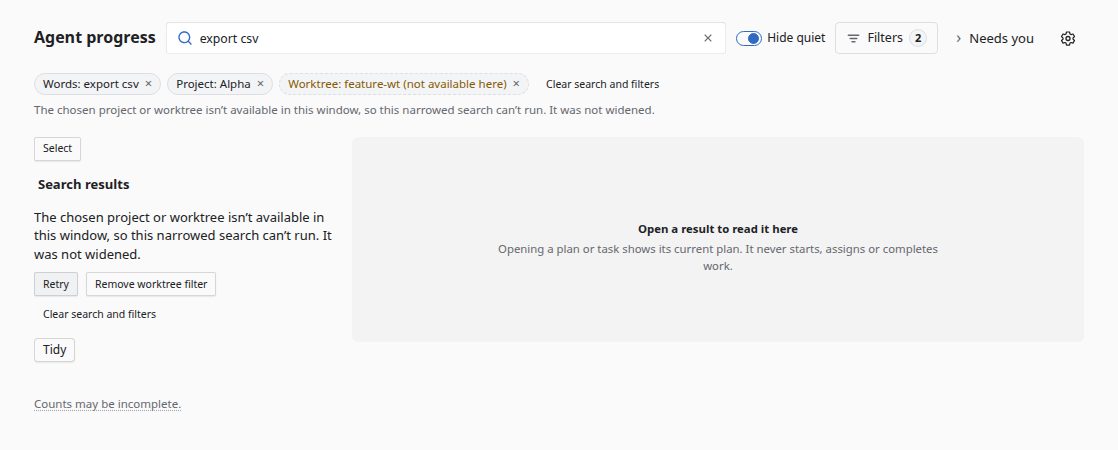 Agent progress
export csv
Hide quiet
Filters 2
Needs you
Words: export csv ×
Project: Alpha ×
Worktree: feature-wt (not available here) ×
Clear search and filters
The chosen project or worktree isn’t available in this window, so this narrowed search can’t run. It was not widened.
Select
Search results
The chosen project or worktree isn’t available in
this window, so this narrowed search can’t run. It
was not widened.
Retry
Remove worktree filter
Clear search and filters
Tidy
Counts may be incomplete.
Open a result to read it here
Opening a plan or task shows its current plan. It never starts, assigns or completes
work.